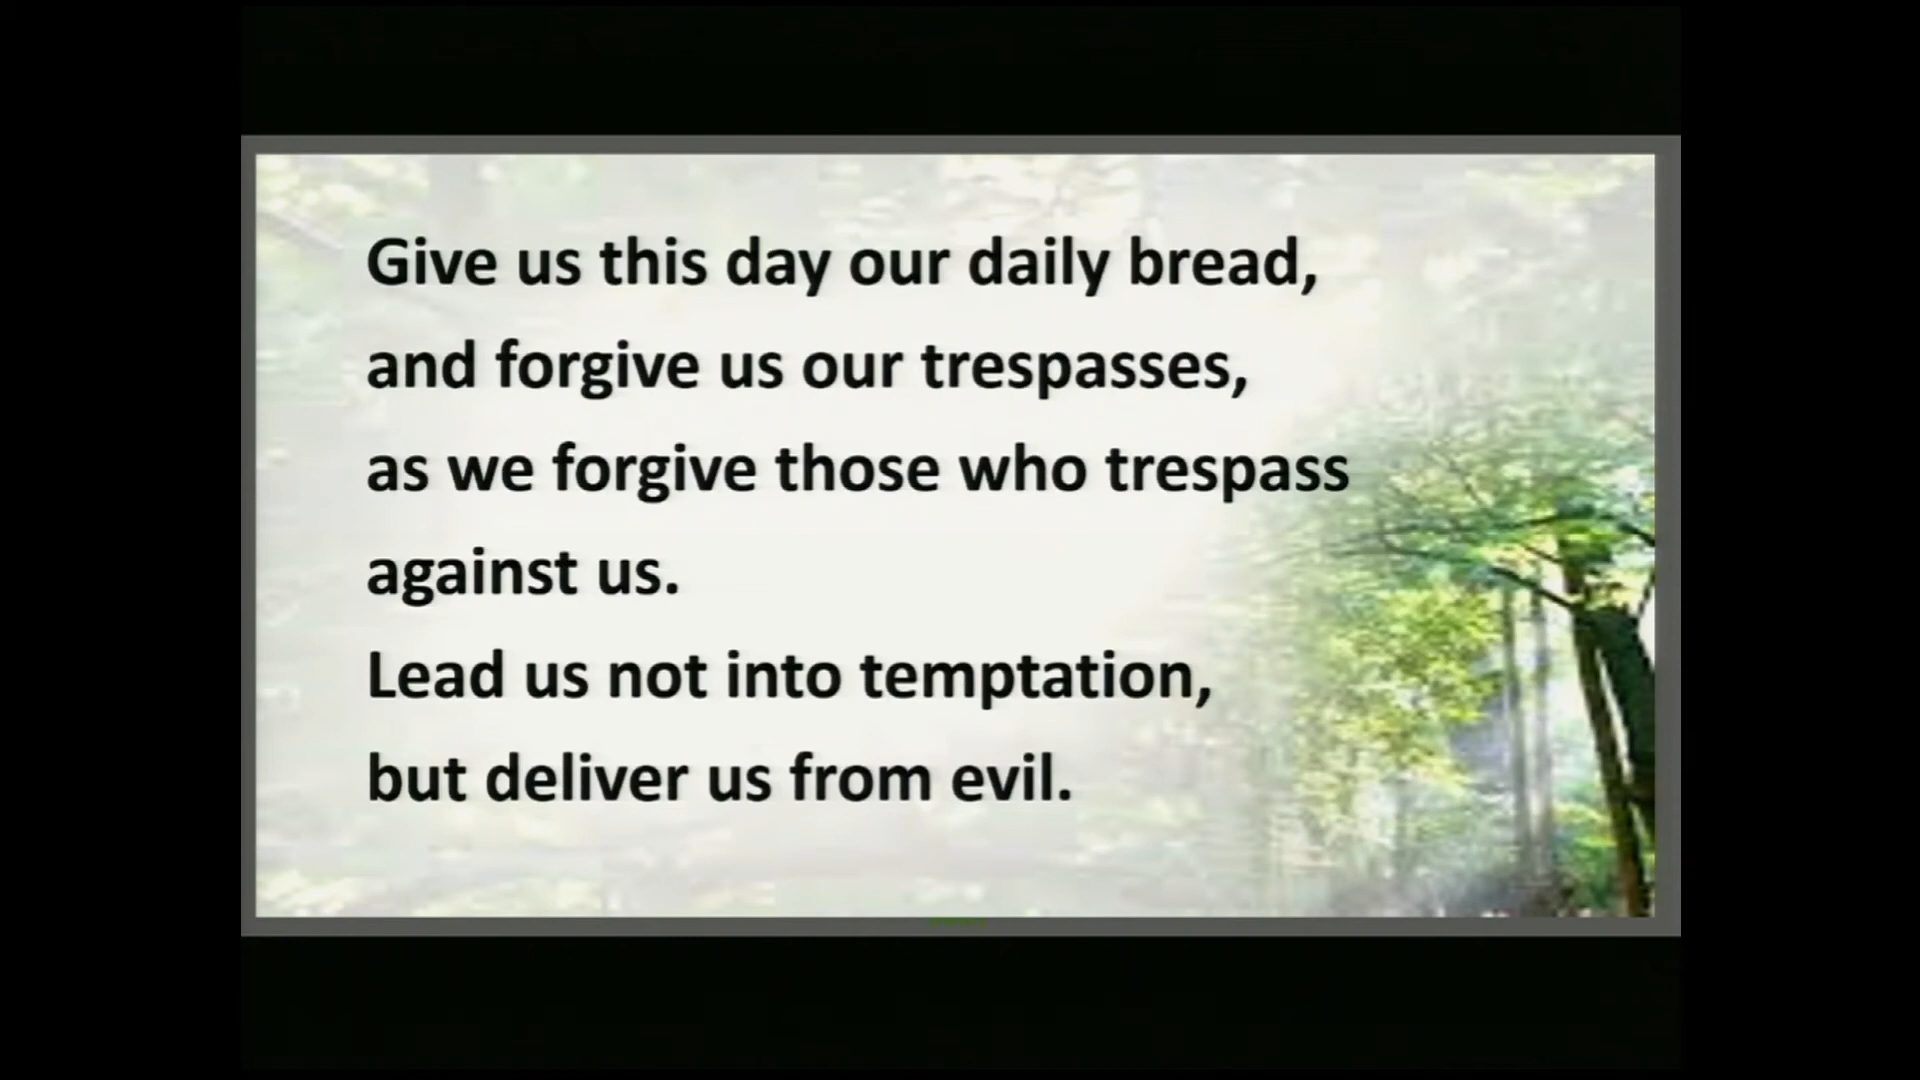 Give us this day our daily bread,
and forgive us our trespasses,
as we forgive those who trespass
against us.
Lead us not into temptation,
but deliver us from evil.